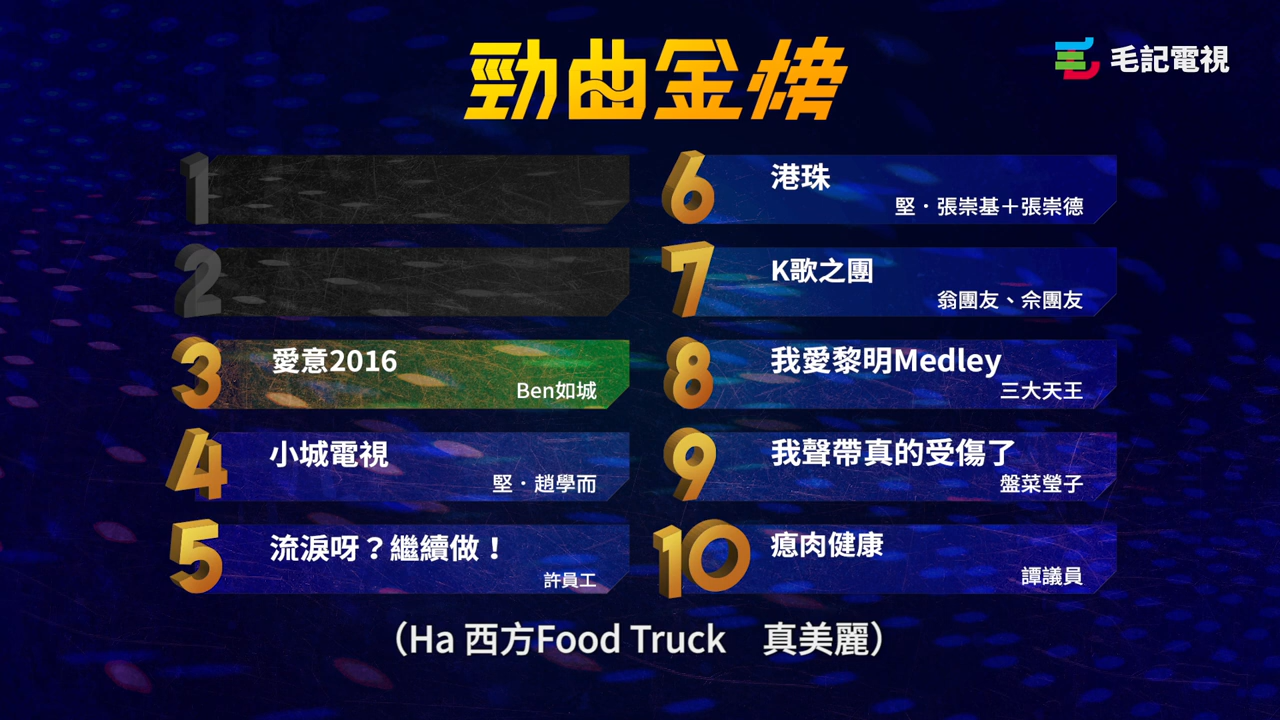 勁曲金榜
毛記電視
1
2
3
愛意2016
Ben如城
4
小城電視
堅．趙學而
5
流淚呀？繼續做！
許員工
6
港珠
堅．張崇基＋張崇德
7
K歌之團
翁團友、佘團友
8
我愛黎明Medley
三大天王
9
我聲帶真的受傷了
盤菜瑩子
10
瘜肉健康
譚議員
（Ha 西方Food Truck　真美麗）